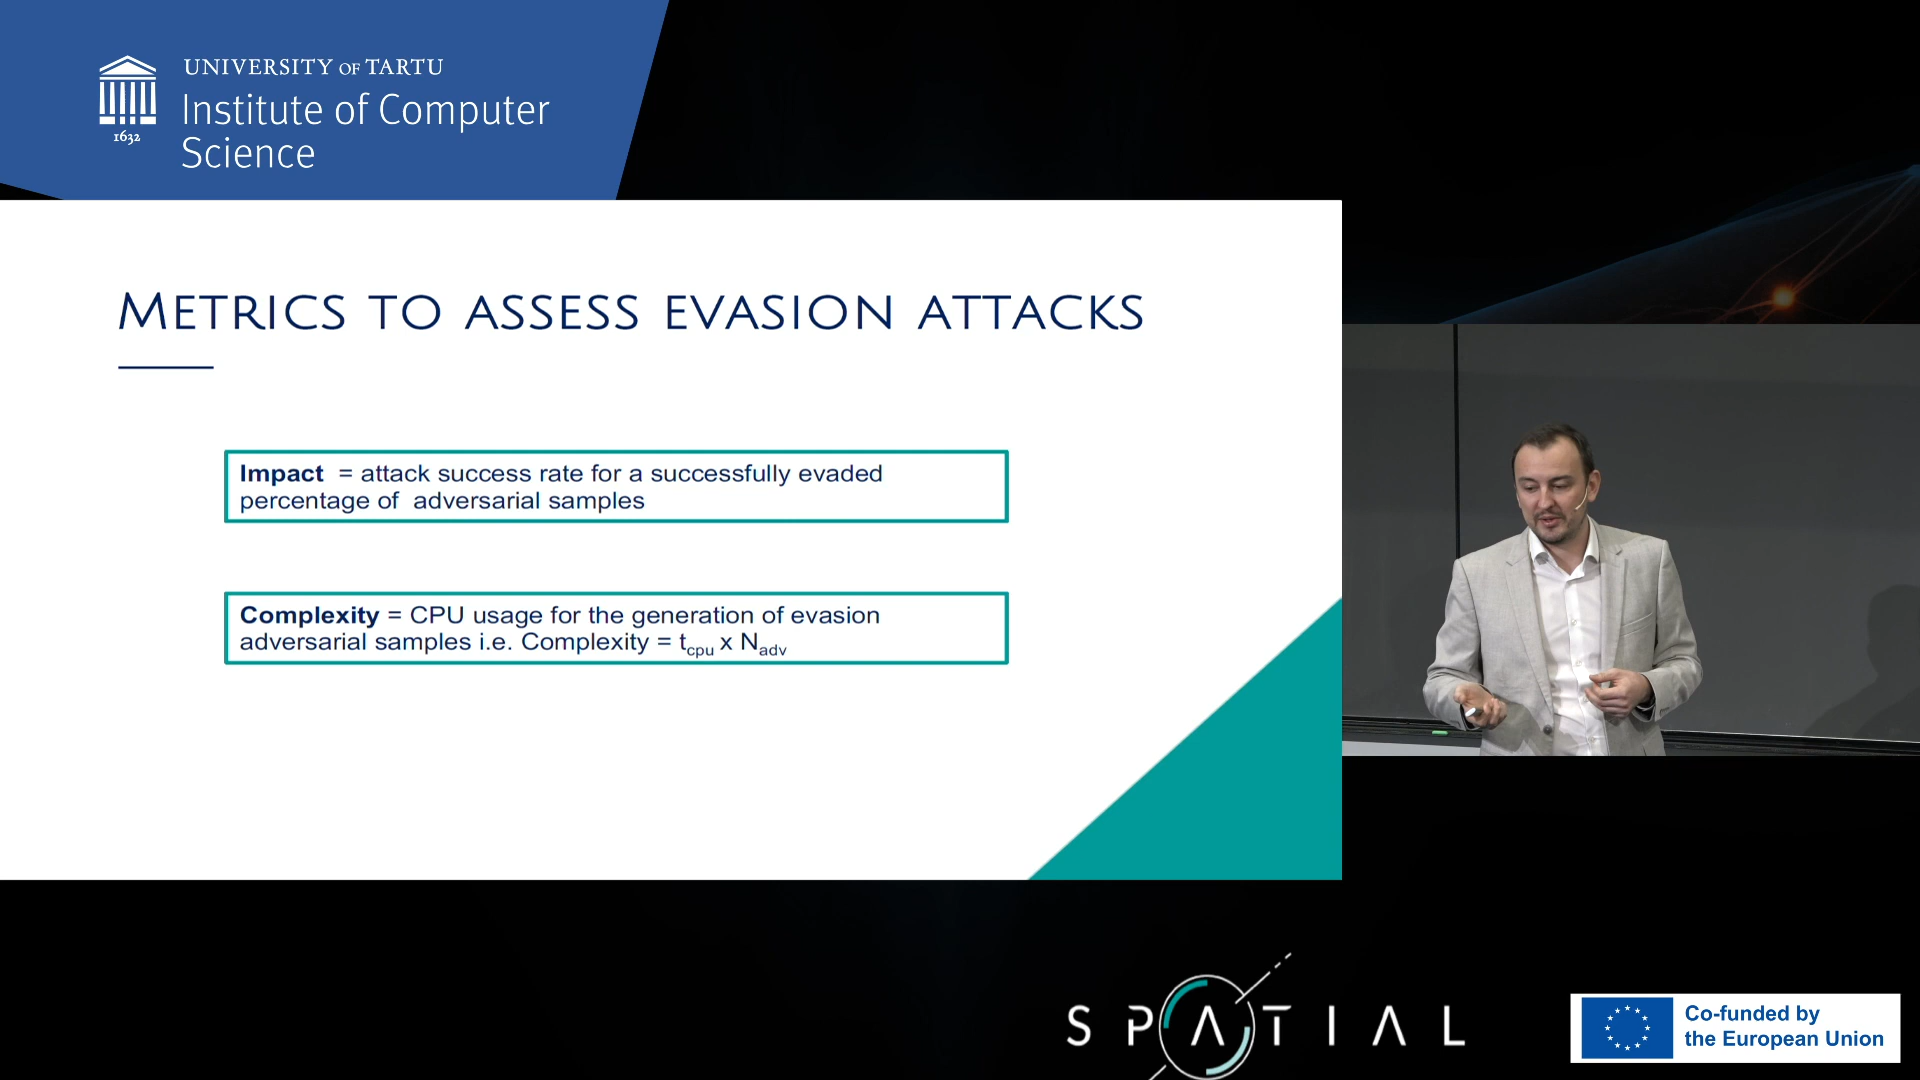 UNIVERSITY OF TARTU
Institute of Computer
Science
1632
METRICS TO ASSESS EVASION ATTACKS
Impact = attack success rate for a successfully evaded
percentage of adversarial samples
Complexity = CPU usage for the generation of evasion
adversarial samples i.e. Complexity = tcpu x Nadv
SPATIAL
Co-funded by
the European Union